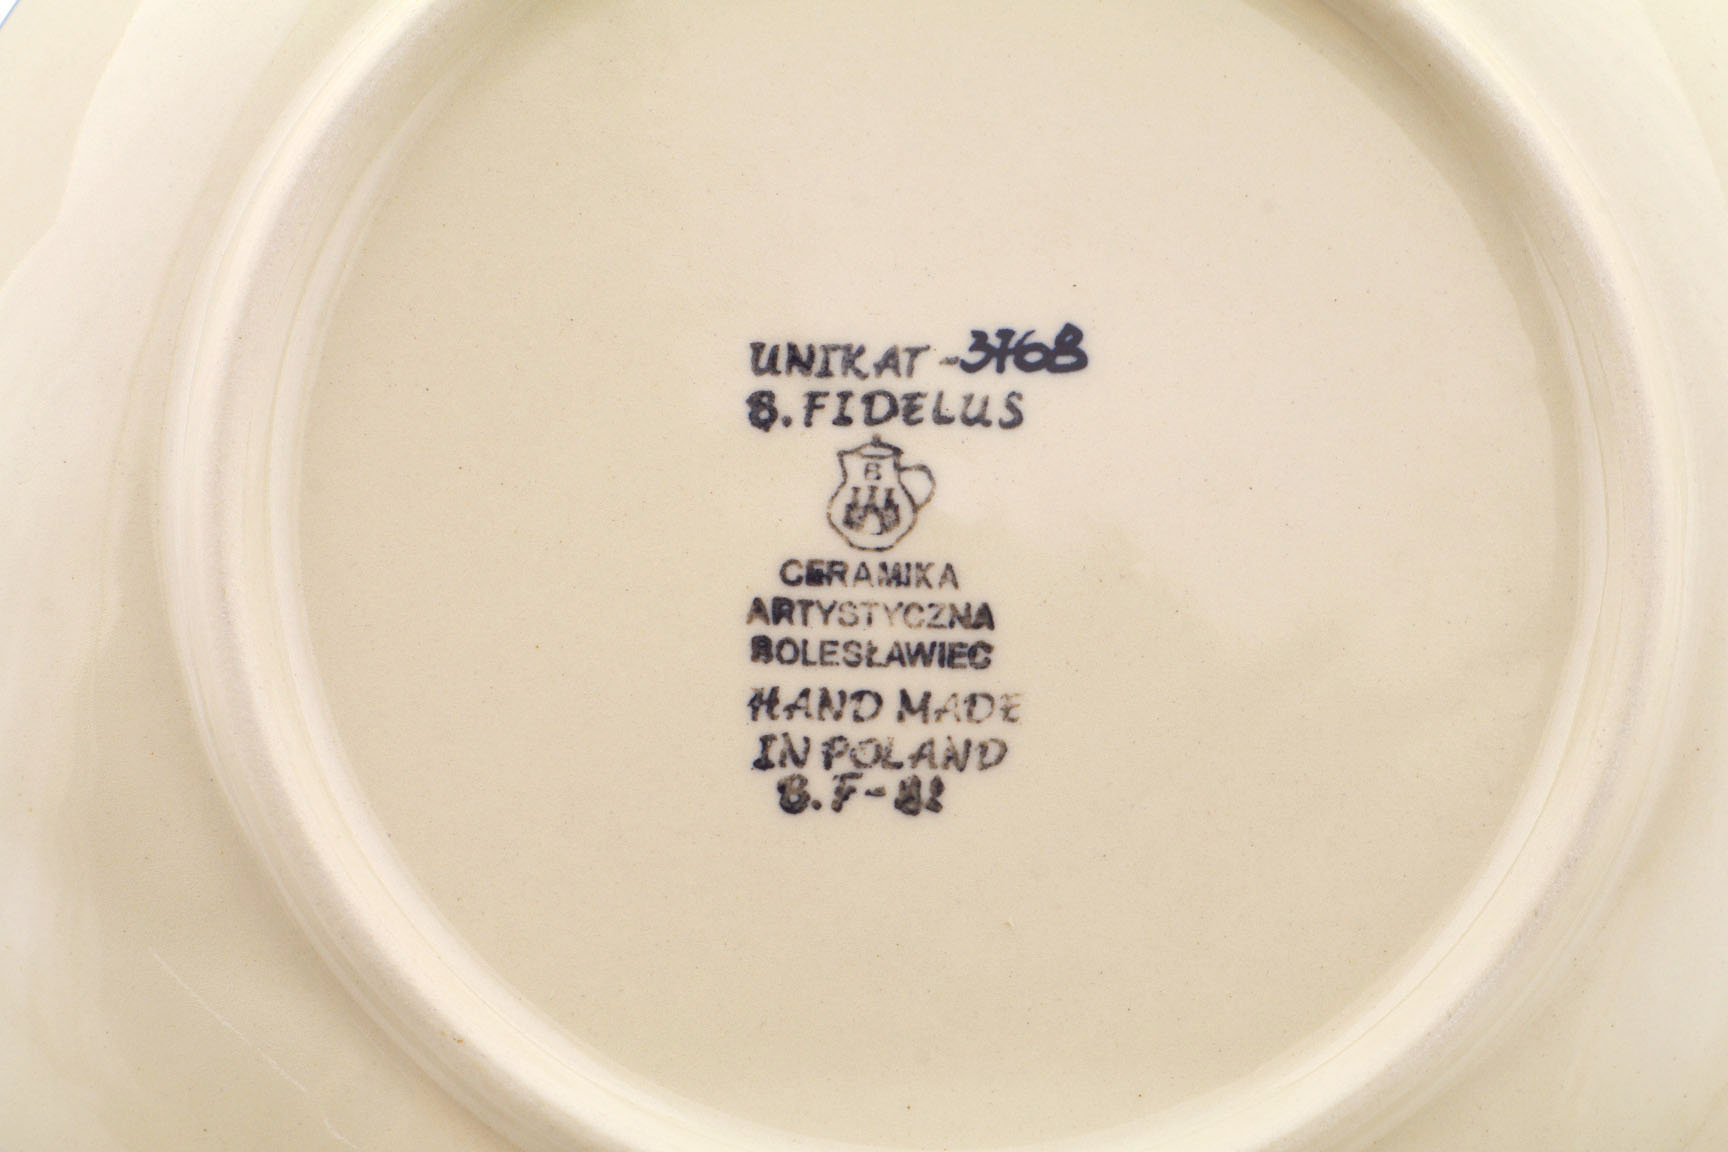 UNIKAT -3768
B. FIDELUS
B
CERAMIKA
ARTYSTYCZNA
BOLESŁAWIEC
HAND MADE
IN POLAND